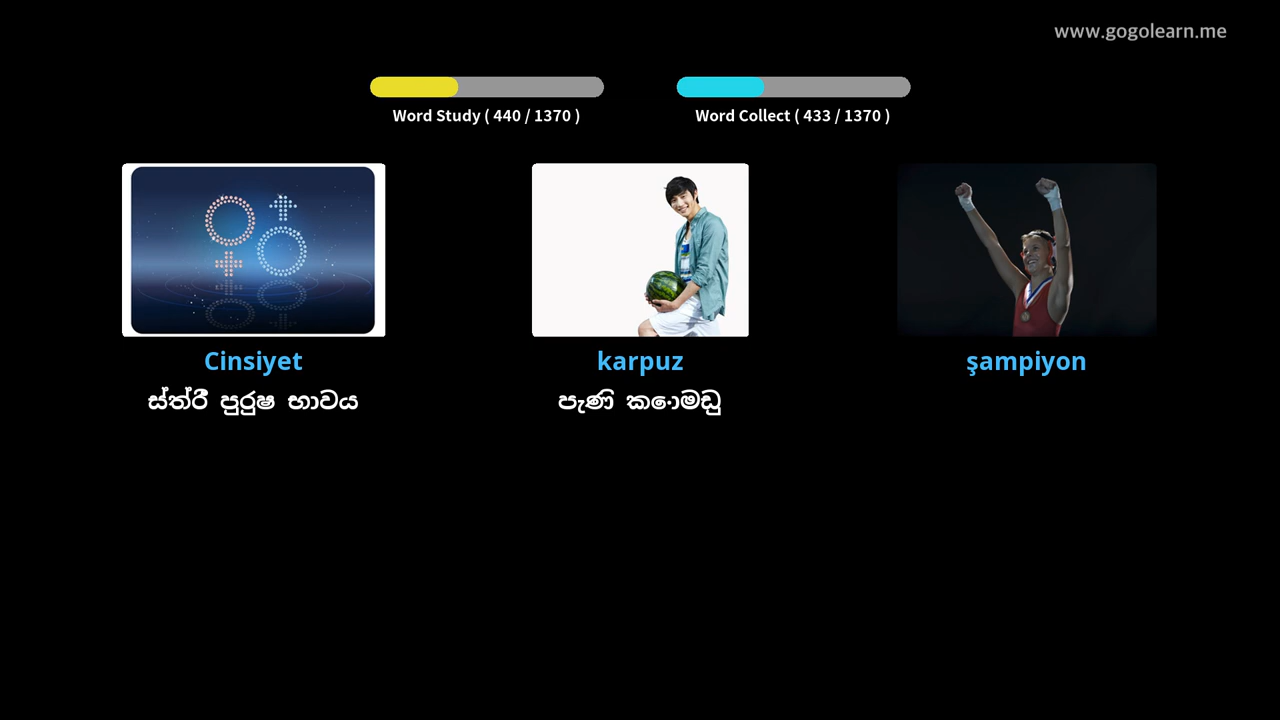 www.gogolearn.me
Word Study ( 440 / 1370 )
Word Collect ( 433 / 1370 )
Cinsiyet
ස්ත්රී පුරුෂ භාවය
karpuz
පැණි කොමඩු
şampiyon